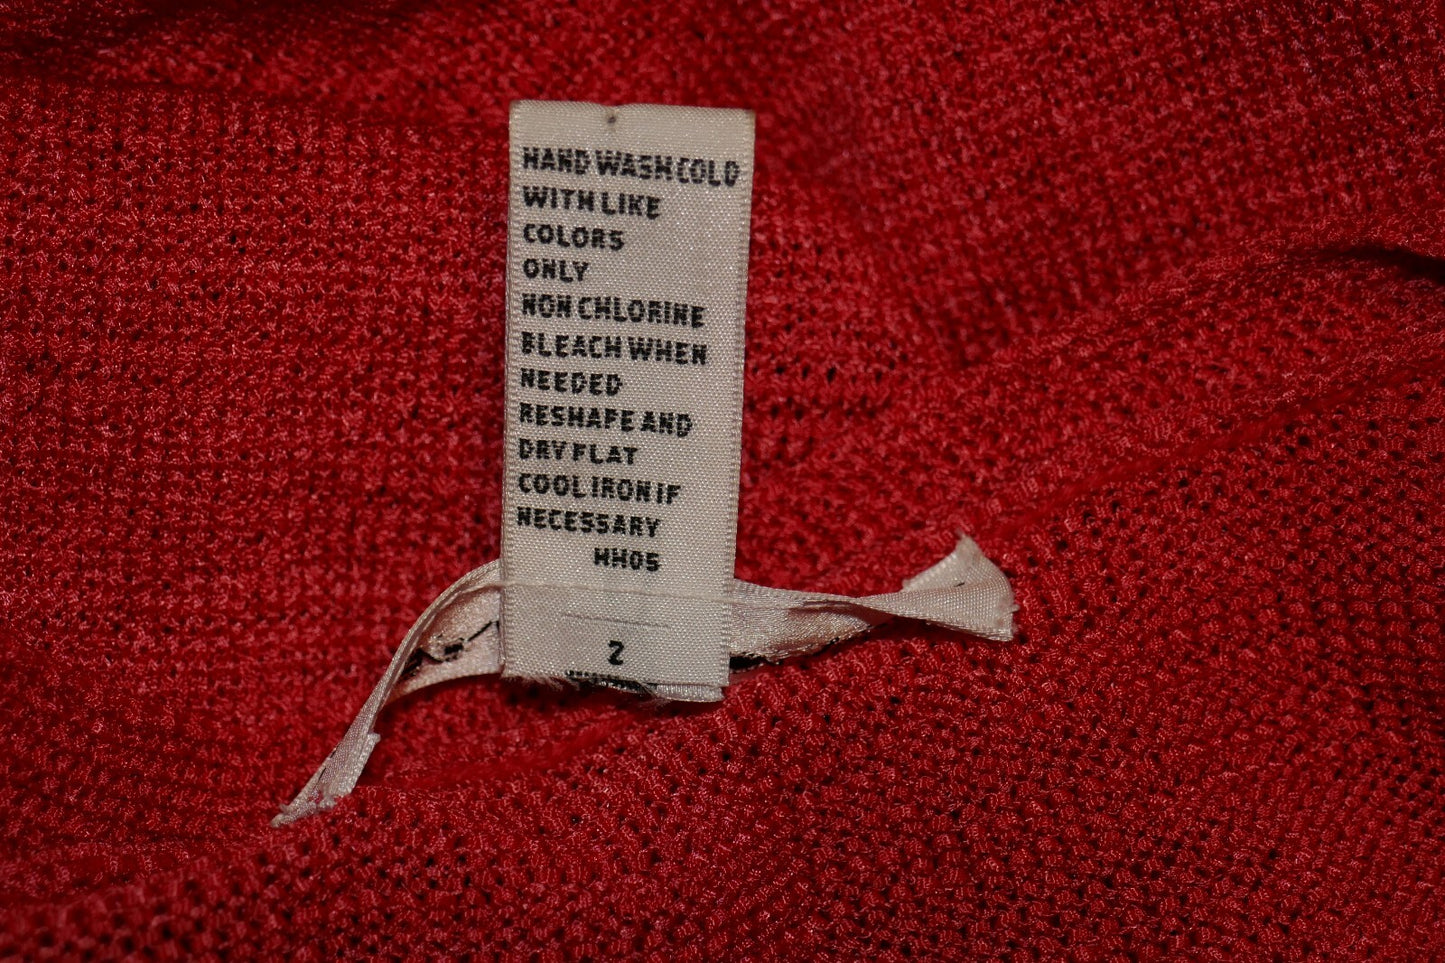 HAND WASH COLD
WITH LIKE
COLORS
ONLY
NON CHLORINE
BLEACH WHEN
NEEDED
RESHAPE AND
DRY FLAT
COOL IRON IF
NECESSARY
HH05
2